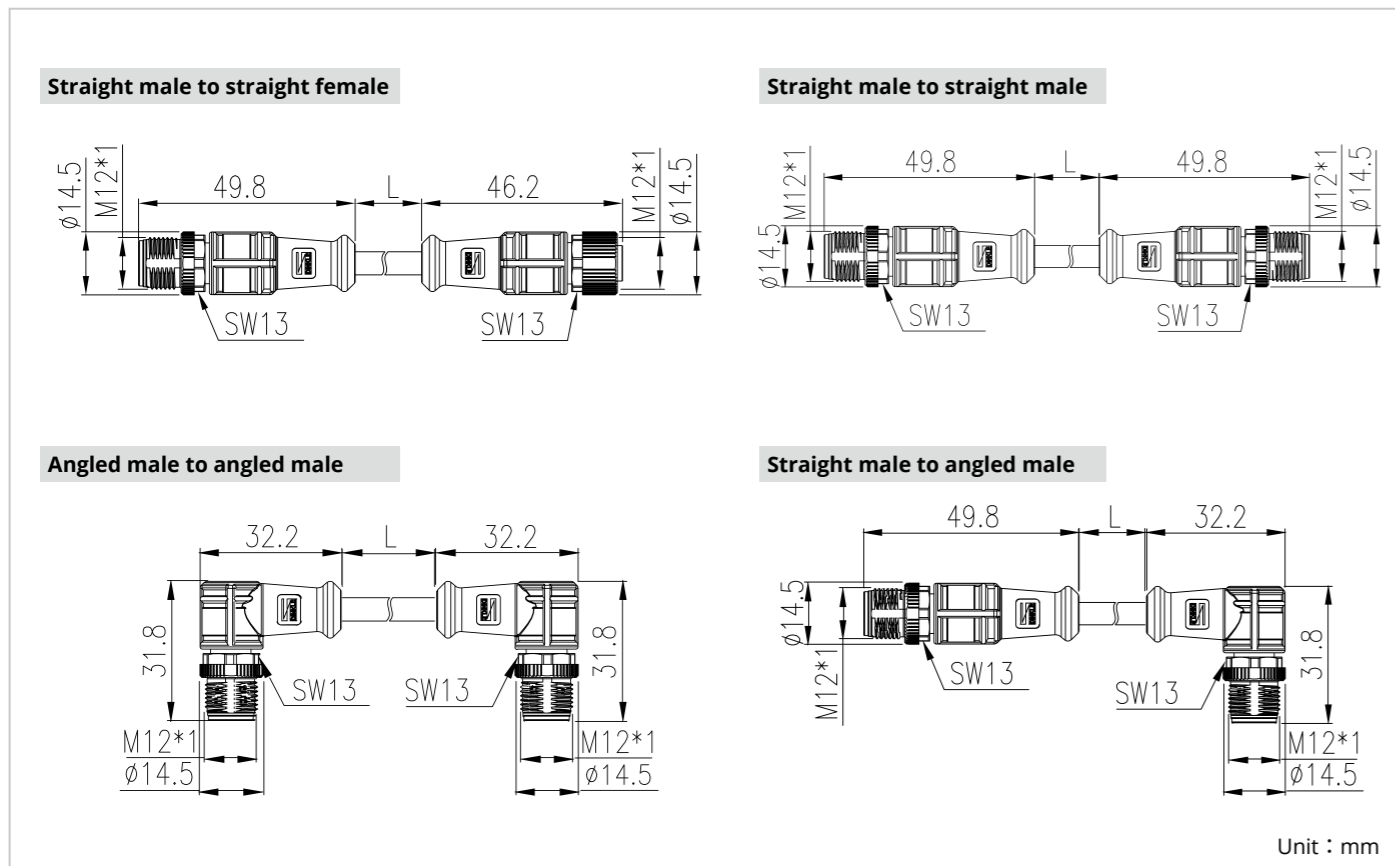 Straight male to straight female
ø14.5
M12*1
49.8
L
46.2
M12*1
ø14.5
SW13
SW13
Straight male to straight male
ø14.5
M12*1
49.8
L
49.8
M12*1
ø14.5
SW13
SW13
Angled male to angled male
32.2
L
32.2
31.8
31.8
SW13
SW13
M12*1
ø14.5
M12*1
ø14.5
Straight male to angled male
49.8
L
32.2
ø14.5
M12*1
31.8
SW13
M12*1
ø14.5
Unit：mm